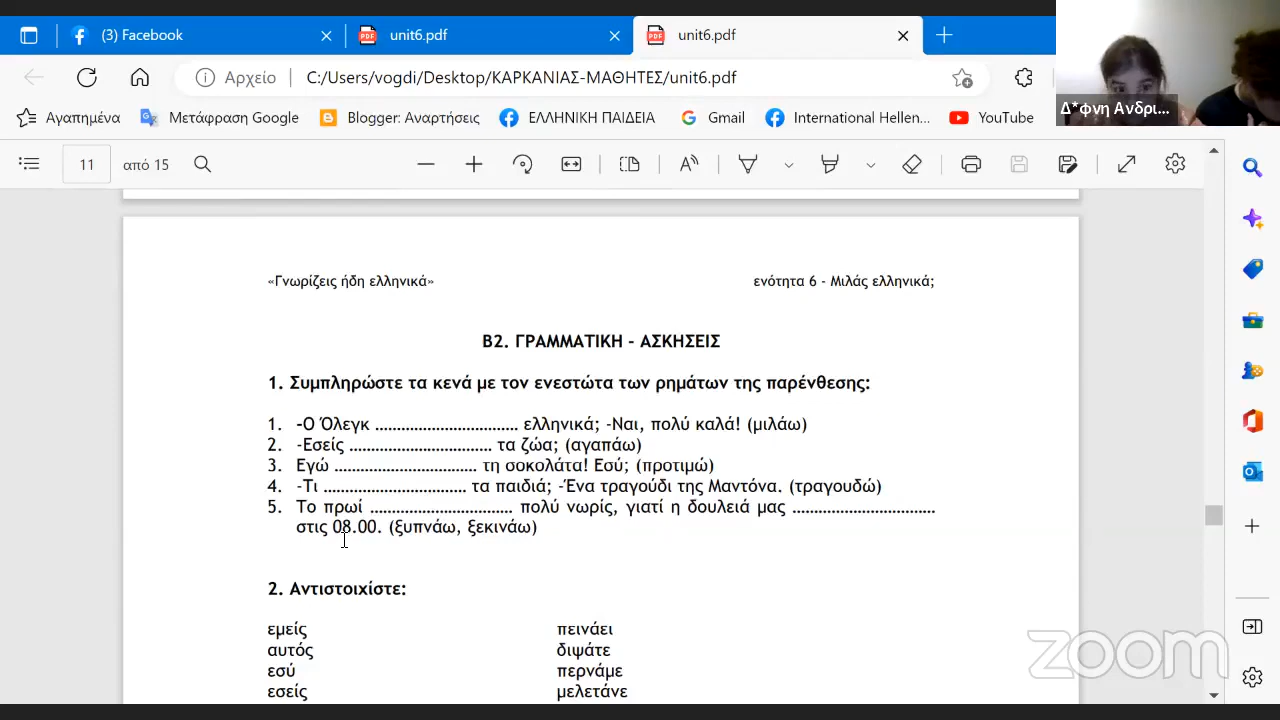 (3) Facebook
unit6.pdf
unit6.pdf
Αρχείο
C:/Users/vogdi/Desktop/ΚΑΡΚΑΝΙΑΣ-ΜΑΘΗΤΕΣ/unit6.pdf
Δ*φνη Ανδρι...
Αγαπημένα
Μετάφραση Google
Blogger: Αναρτήσεις
ΕΛΛΗΝΙΚΗ ΠΑΙΔΕΙΑ
Gmail
International Hellen...
YouTube
11 από 15
«Γνωρίζεις ήδη ελληνικά» ενότητα 6 - Μιλάς ελληνικά;
Β2. ΓΡΑΜΜΑΤΙΚΗ - ΑΣΚΗΣΕΙΣ
1. Συμπληρώστε τα κενά με τον ενεστώτα των ρημάτων της παρένθεσης:
1. -Ο Όλεγκ ................................. ελληνικά; -Ναι, πολύ καλά! (μιλάω)
2. -Εσείς ................................. τα ζώα; (αγαπάω)
3. Εγώ ................................. τη σοκολάτα! Εσύ; (προτιμώ)
4. -Τι ................................. τα παιδιά; -Ένα τραγούδι της Μαντόνα. (τραγουδώ)
5. Το πρωί ................................. πολύ νωρίς, γιατί η δουλειά μας .................................
στις 08.00. (ξυπνάω, ξεκινάω)
2. Αντιστοιχίστε:
εμείς πεινάει
αυτός διψάτε
εσύ περνάμε
εσείς μελετάνε
zoom